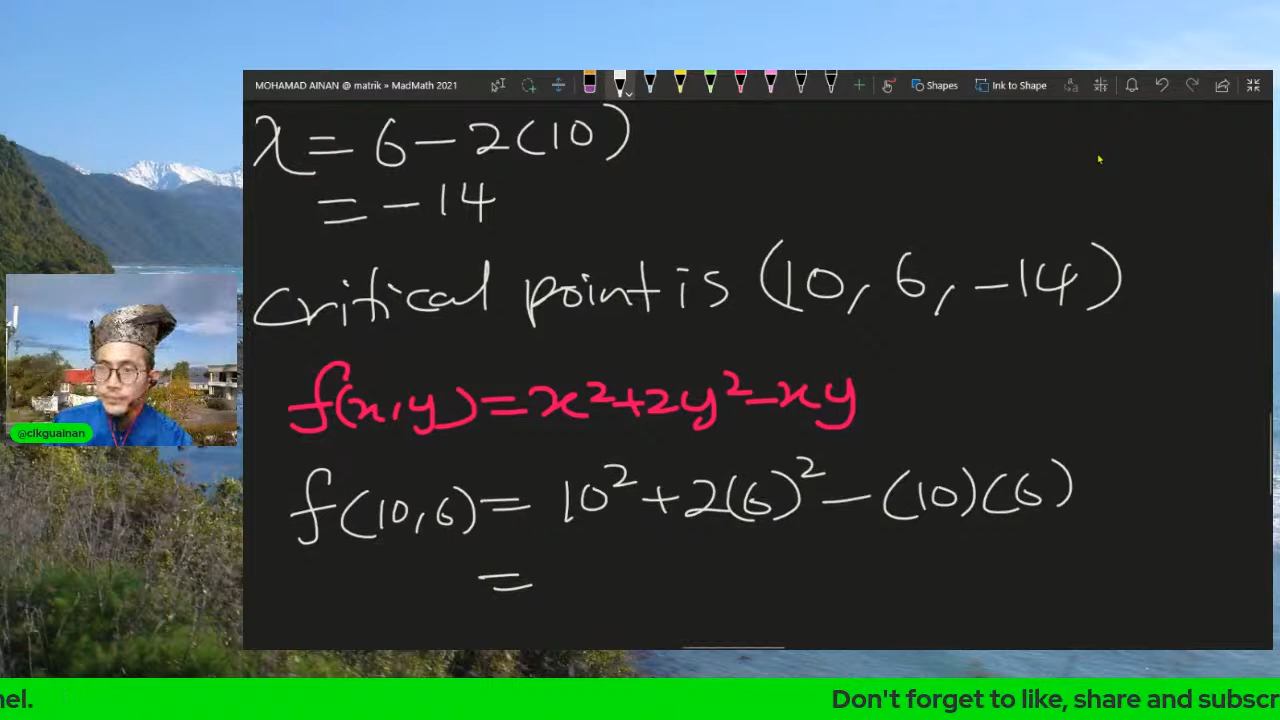 MOHAMAD AINAN @ matrik » MadMath 2021
Shapes
Ink to Shape
λ = 6 - 2(10)
= -14
Critical point is (10, 6, -14)
f(x,y) = x² + 2y² - xy
f(10,6) = 10² + 2(6)² - (10)(6)
=
@cikguainan
nel.
Don't forget to like, share and subscr